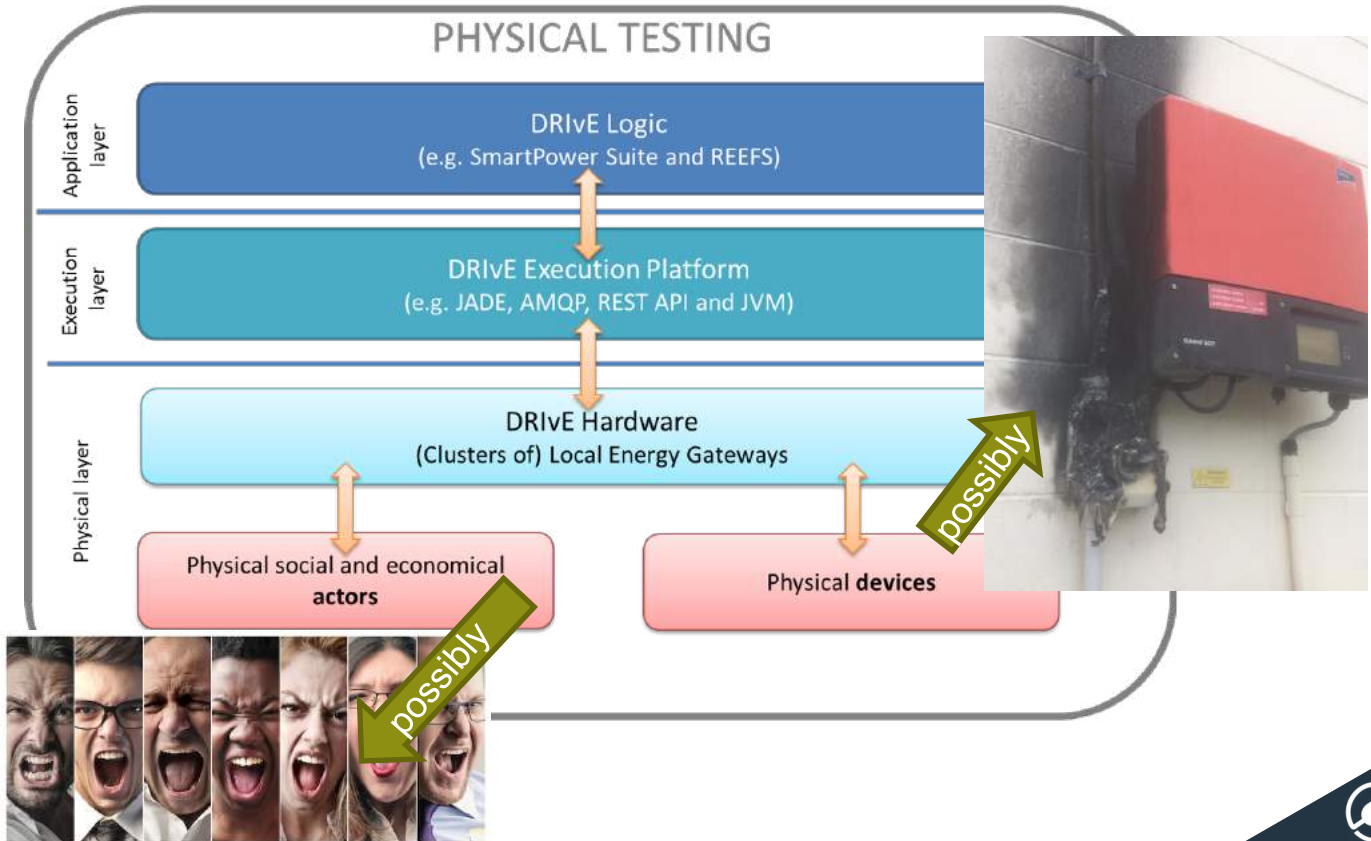 PHYSICAL TESTING
Application
layer
DRIvE Logic
(e.g. SmartPower Suite and REEFS)
Execution
layer
DRIvE Execution Platform
(e.g. JADE, AMQP, REST API and JVM)
Physical layer
DRIvE Hardware
(Clusters of) Local Energy Gateways
possibly
Physical social and economical
actors
Physical devices
possibly